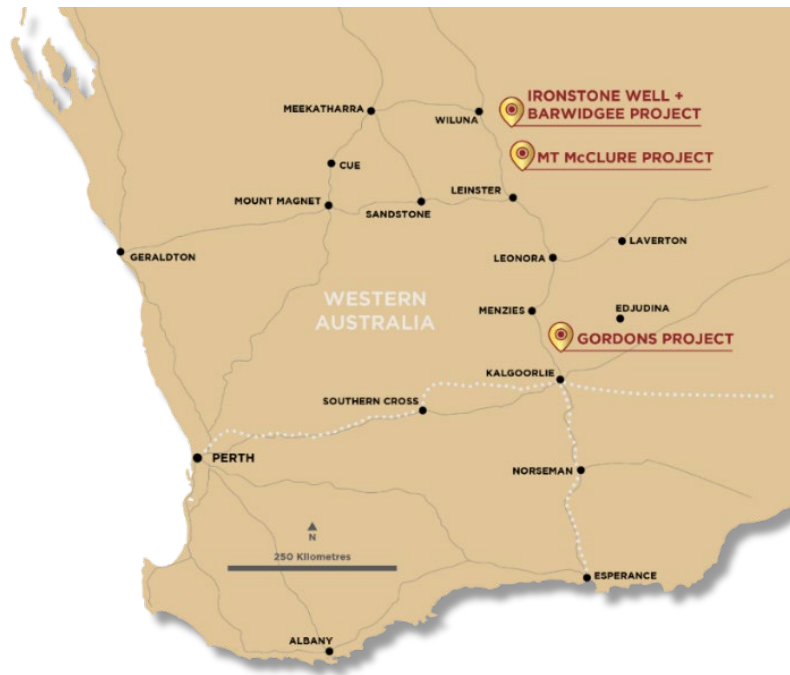 IRONSTONE WELL +
BARWIDGEE PROJECT
MEEKATHARRA
WILUNA
MT McCLURE PROJECT
CUE
LEINSTER
MOUNT MAGNET
SANDSTONE
LAVERTON
GERALDTON
LEONORA
WESTERN
AUSTRALIA
MENZIES
EDJUDINA
GORDONS PROJECT
KALGOORLIE
SOUTHERN CROSS
PERTH
NORSEMAN
N
250 Kilometres
ESPERANCE
ALBANY